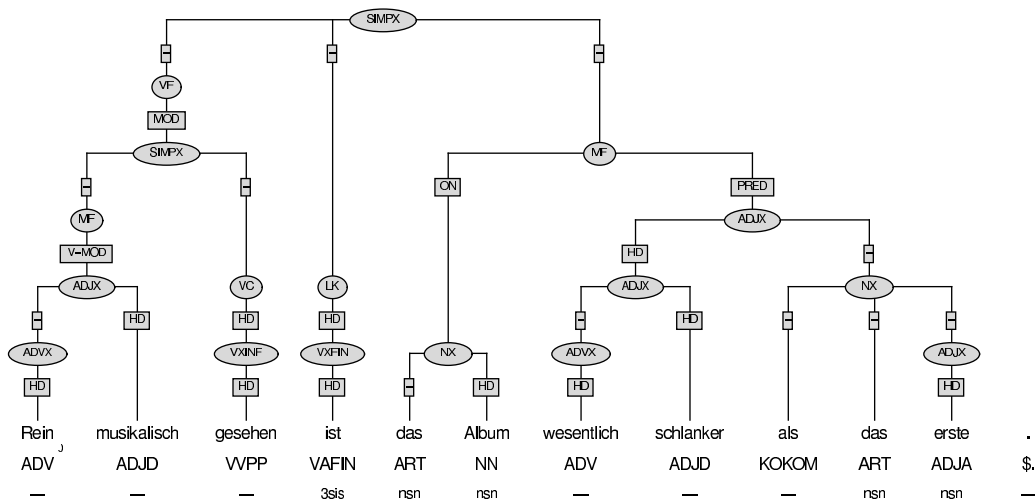 SIMPX
– – –
VF
MOD
SIMPX MF
– – ON PRED
MF ADJX
V-MOD HD –
ADJX VC LK ADJX NX
– HD HD HD – HD – – –
ADVX VXINF VXFIN NX ADVX ADJX
HD HD HD – HD HD HD
Rein musikalisch gesehen ist das Album wesentlich schlanker als das erste .
ADV ADJD VVPP VAFIN ART NN ADV ADJD KOKOM ART ADJA $.
— — — 3sis nsn nsn — — — nsn nsn —